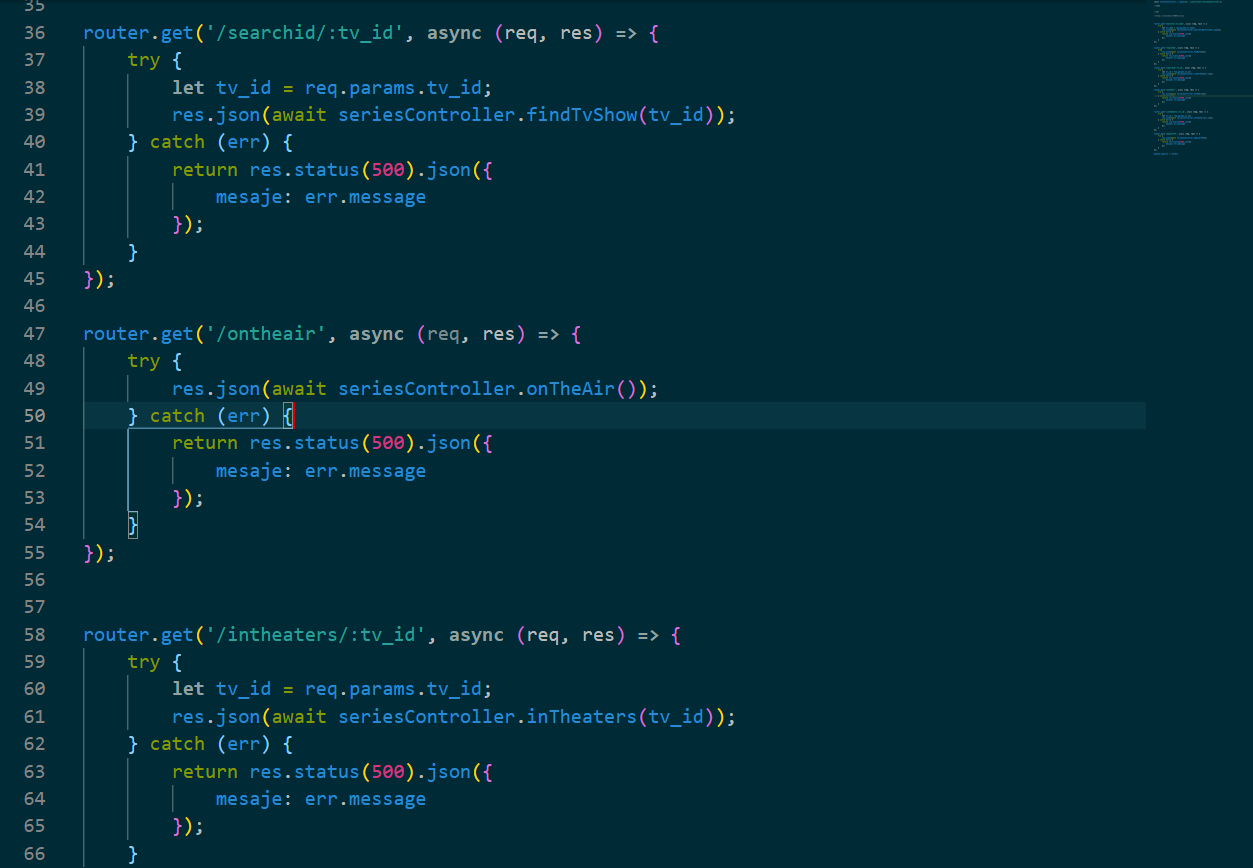 35
36 router.get('/searchid/:tv_id', async (req, res) => {
37 try {
38 let tv_id = req.params.tv_id;
39 res.json(await seriesController.findTvShow(tv_id));
40 } catch (err) {
41 return res.status(500).json({
42 mesaje: err.message
43 });
44 }
45 });
46
47 router.get('/ontheair', async (req, res) => {
48 try {
49 res.json(await seriesController.onTheAir());
50 } catch (err) {
51 return res.status(500).json({
52 mesaje: err.message
53 });
54 }
55 });
56
57
58 router.get('/intheaters/:tv_id', async (req, res) => {
59 try {
60 let tv_id = req.params.tv_id;
61 res.json(await seriesController.inTheaters(tv_id));
62 } catch (err) {
63 return res.status(500).json({
64 mesaje: err.message
65 });
66 }